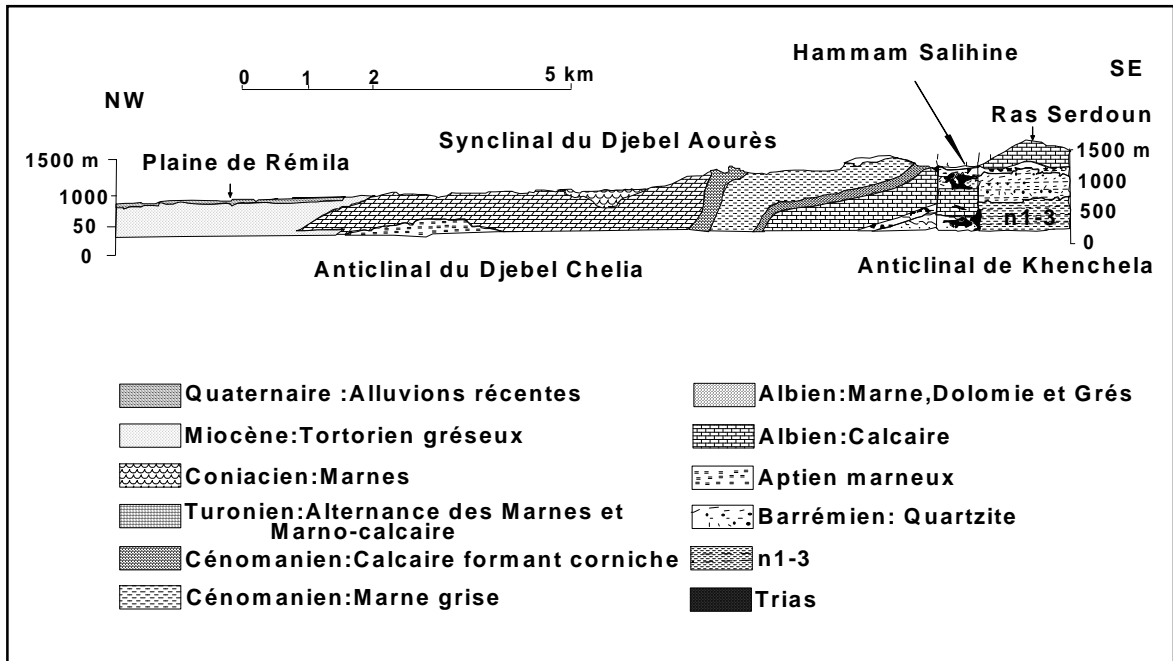 Hammam Salihine
SE
0 1 2 5 km
NW
Ras Serdoun
Synclinal du Djebel Aourès
Plaine de Rémila
1500 m
1000
50
0
1500 m
1000
500
0
n1-3
Anticlinal du Djebel Chelia
Anticlinal de Khenchela
Quaternaire :Alluvions récentes
Miocène:Tortorien gréseux
Coniacien:Marnes
Turonien:Alternance des Marnes et
Marno-calcaire
Cénomanien:Calcaire formant corniche
Cénomanien:Marne grise
Albien:Marne,Dolomie et Grés
Albien:Calcaire
Aptien marneux
Barrémien: Quartzite
n1-3
Trias